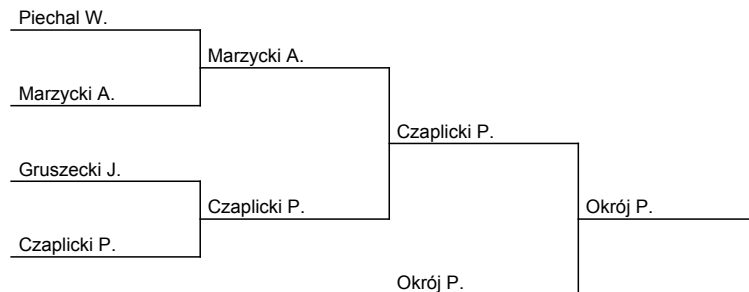 Piechal W.
Marzycki A.
Marzycki A.
Czaplicki P.
Gruszecki J.
Czaplicki P.
Okrój P.
Czaplicki P.
Okrój P.